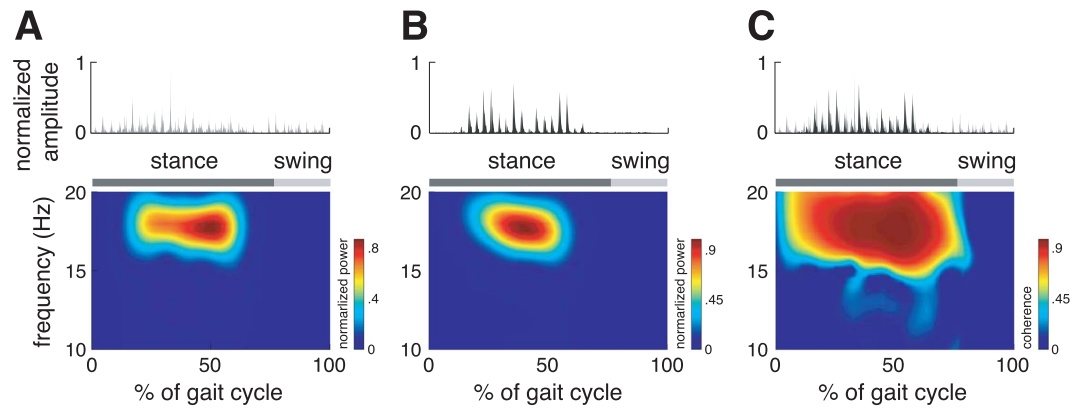 A
B
C
normalized
amplitude
1
0
1
0
1
0
stance
swing
stance
swing
stance
swing
frequency (Hz)
20
15
10
0
50
100
% of gait cycle
normarlized power
.8
.4
0
20
15
10
0
50
100
% of gait cycle
normarlized power
.9
.45
0
20
15
10
0
50
100
% of gait cycle
coherence
.9
.45
0